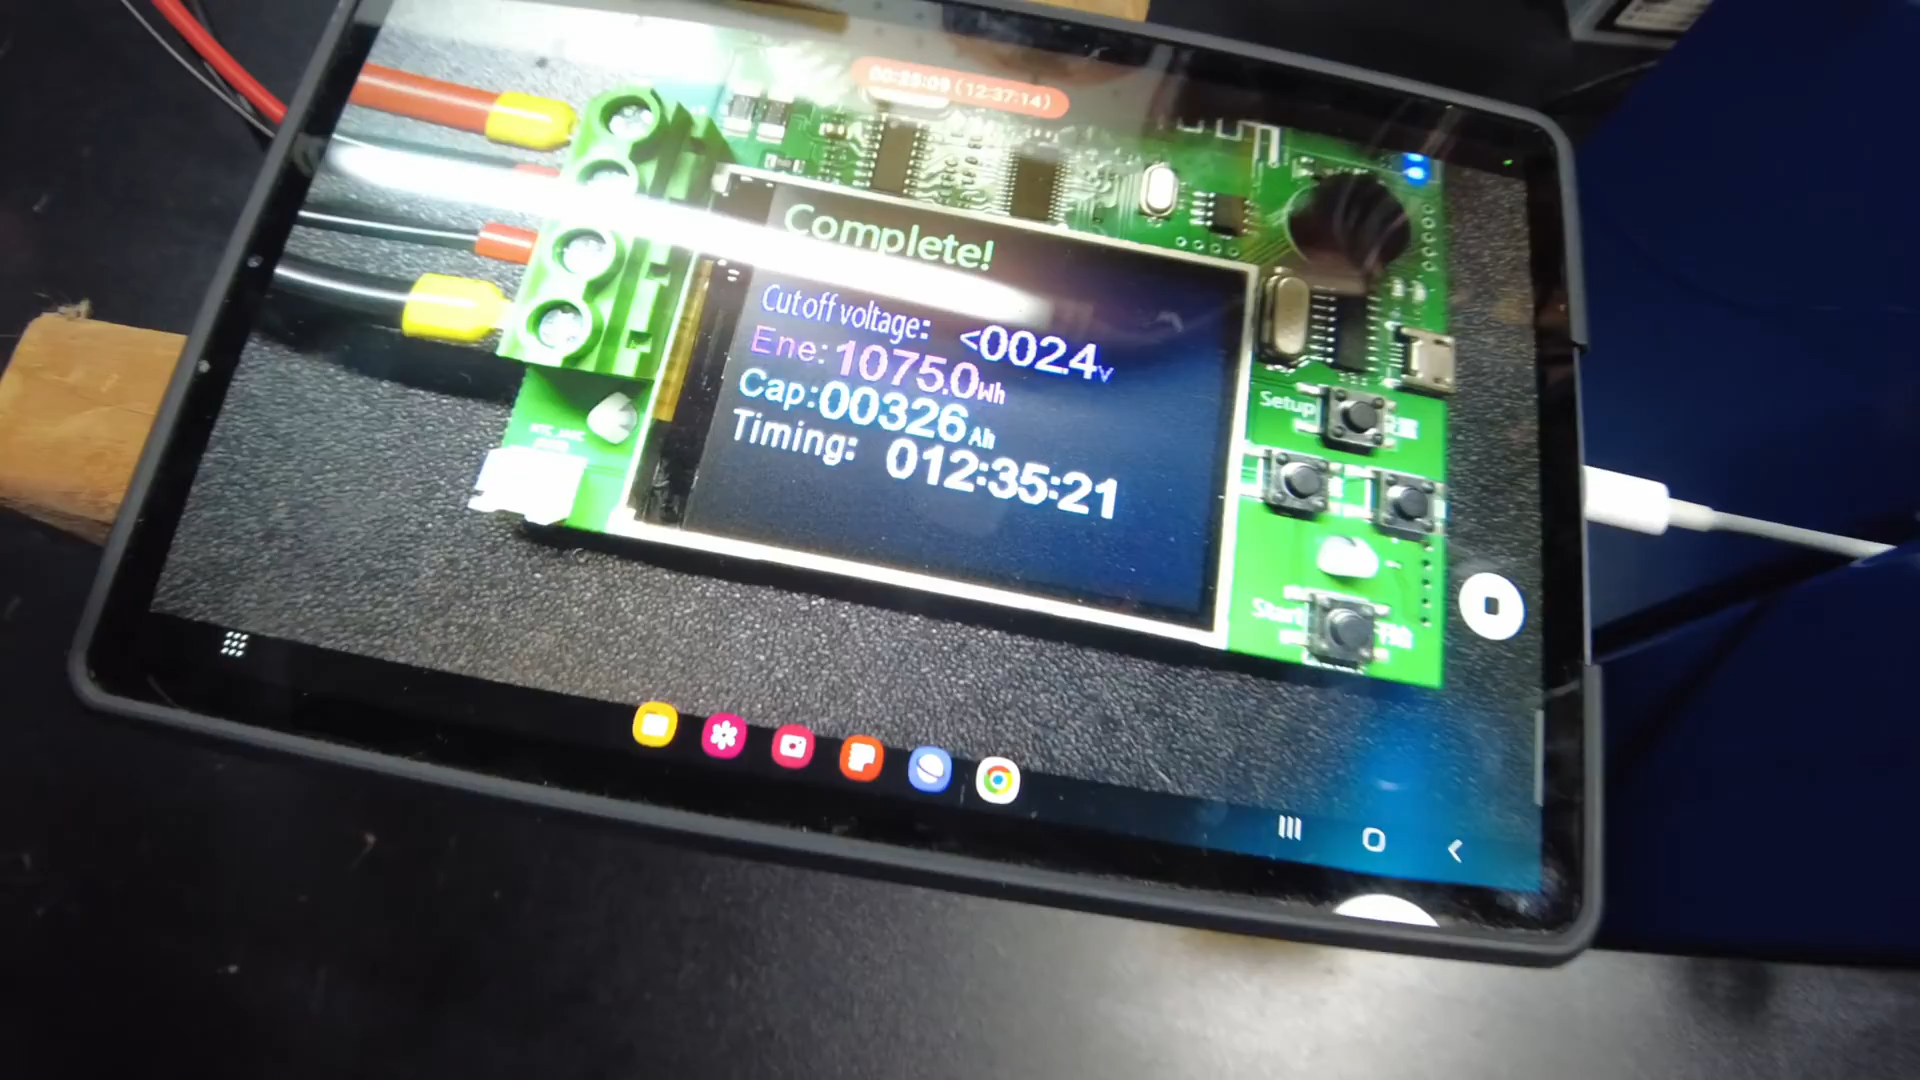 00:25:09 (12:37:14)
Complete!
Cutoff voltage: <0024v
Ene: 1075.0Wh
Cap:00326Ah
Timing: 012:35:21
Setup
Start